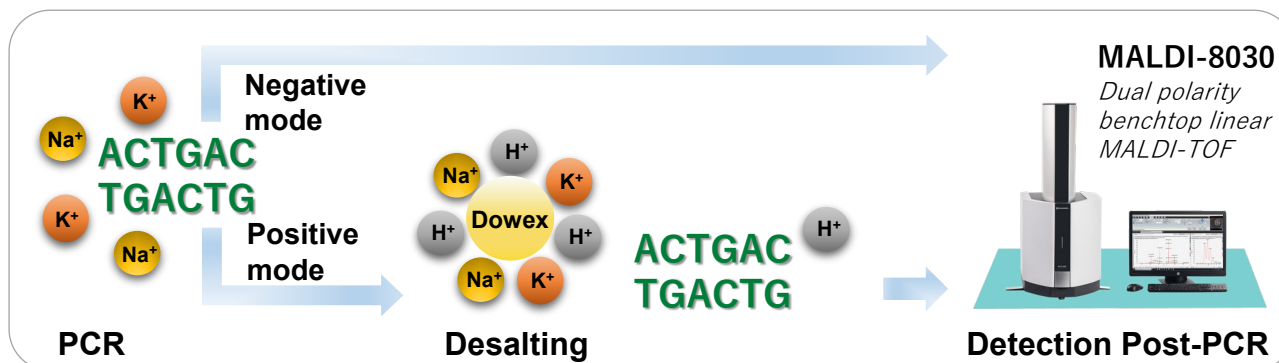 K⁺
Na⁺
ACTGAC
TGACTG
K⁺
Na⁺
PCR
Negative
mode
Positive
mode
H⁺
Na⁺
K⁺
H⁺
Dowex
H⁺
Na⁺
K⁺
Desalting
H⁺
ACTGAC
TGACTG
MALDI-8030
Dual polarity
benchtop linear
MALDI-TOF
Detection Post-PCR